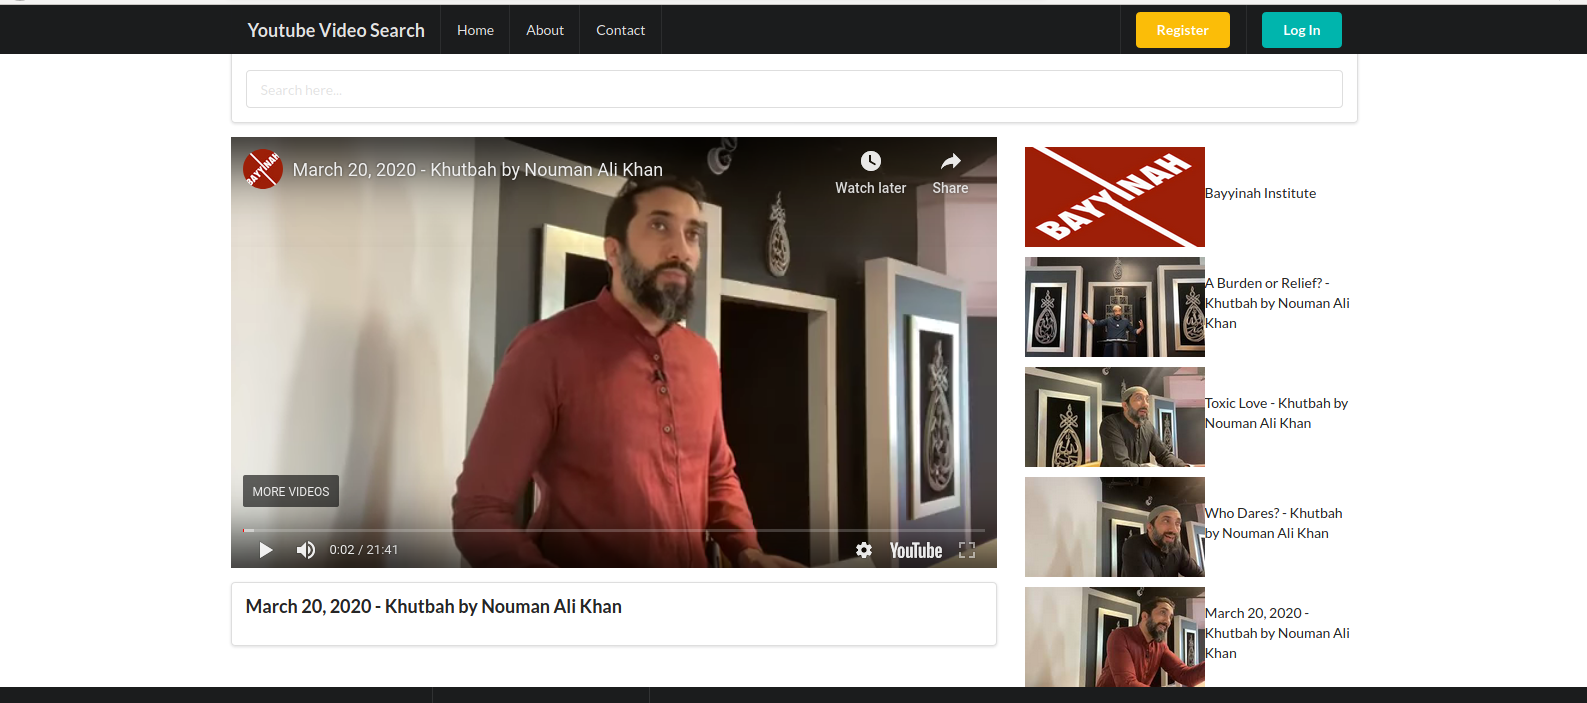 Youtube Video Search
Home
About
Contact
Register
Log In
Search here...
BAYYINAH
March 20, 2020 - Khutbah by Nouman Ali Khan
Watch later
Share
MORE VIDEOS
0:02 / 21:41
YouTube
March 20, 2020 - Khutbah by Nouman Ali Khan
BAYYINAH
Bayyinah Institute
A Burden or Relief? -
Khutbah by Nouman Ali
Khan
Toxic Love - Khutbah by
Nouman Ali Khan
Who Dares? - Khutbah
by Nouman Ali Khan
March 20, 2020 -
Khutbah by Nouman Ali
Khan